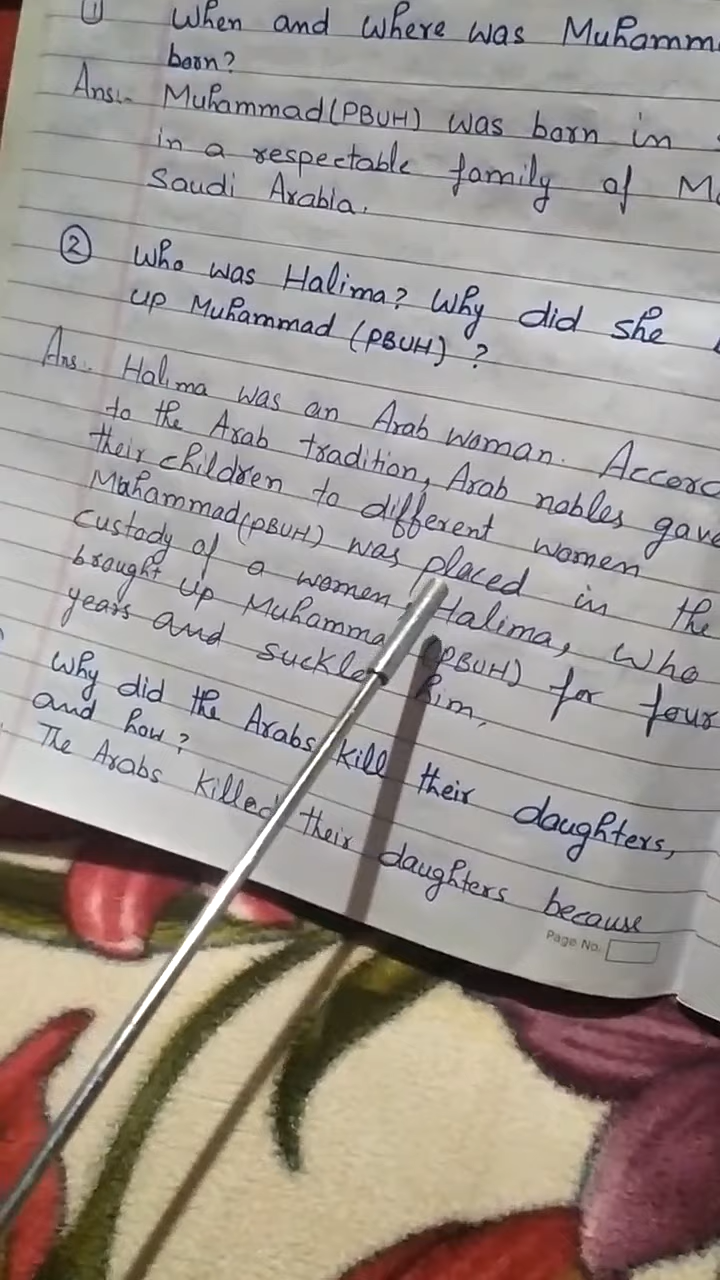 ① When and where was Muhamm
born?
Ans:- Muhammad(PBUH) was born in
in a respectable family of M
Saudi Arabia.
② Who was Halima? Why did she
up Muhammad (PBUH) ?
Ans. Halima was an Arab woman. Accord
to the Arab tradition, Arab nobles gave
their children to different women
Muhammad(PBUH) was placed in the
custody of a women, Halima, who
brought up Muhamma (PBUH) for four
years and suckle him.
Why did the Arabs kill their daughters,
and how?
The Arabs killed their daughters because
Page No.